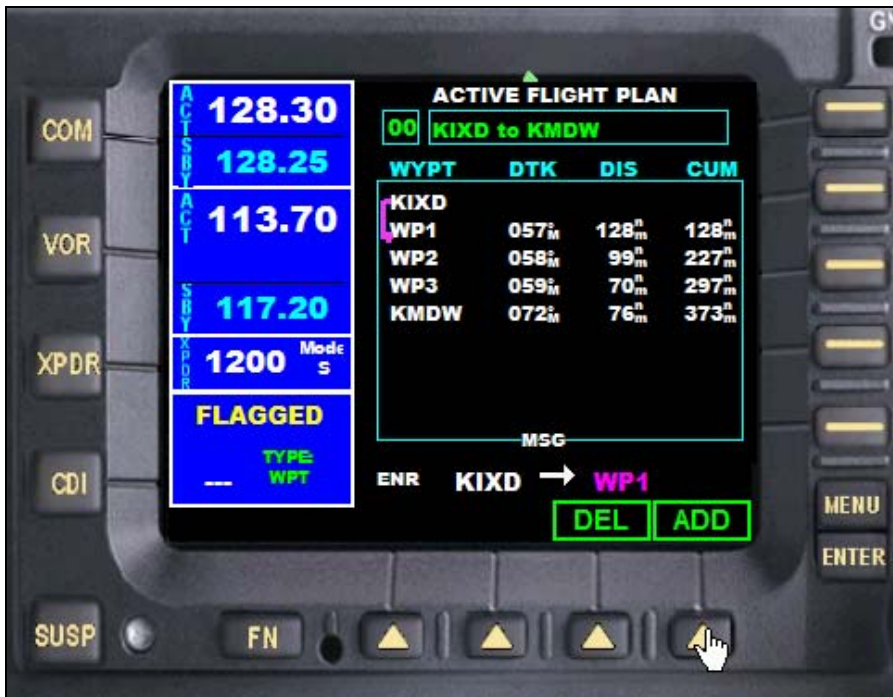 GY
COM
VOR
XPDR
CDI
SUSP
ACT 128.30
SBY 128.25
ACT 113.70
SBY 117.20
XPDR 1200 Mode S
FLAGGED
TYPE:
--- WPT
ACTIVE FLIGHT PLAN
00 KIXD to KMDW
WYPT DTK DIS CUM
KIXD
WP1 057°M 128nm 128nm
WP2 058°M 99nm 227nm
WP3 059°M 70nm 297nm
KMDW 072°M 76nm 373nm
MSG
ENR KIXD → WP1
DEL ADD
MENU
ENTER
FN